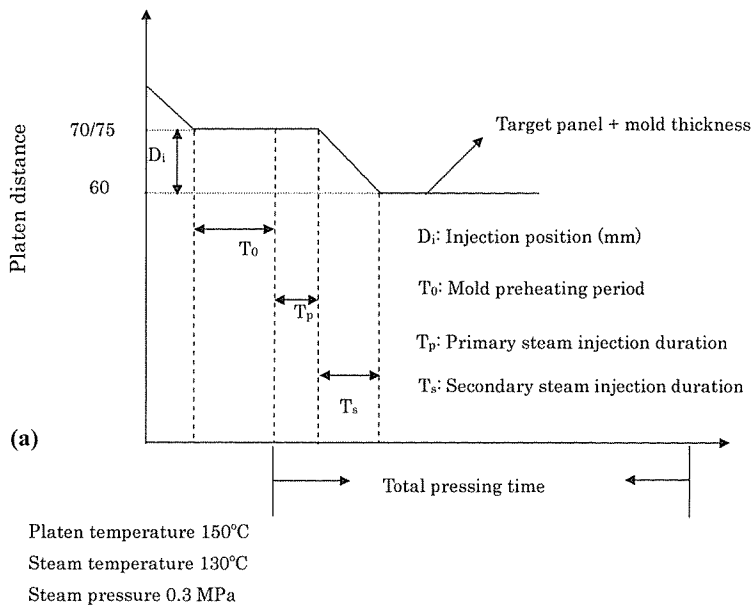 Platen distance
70/75
Di
60
Target panel + mold thickness
T0
Di: Injection position (mm)
T0: Mold preheating period
Tp
Tp: Primary steam injection duration
Ts: Secondary steam injection duration
Ts
(a)
Total pressing time
Platen temperature 150°C
Steam temperature 130°C
Steam pressure 0.3 MPa